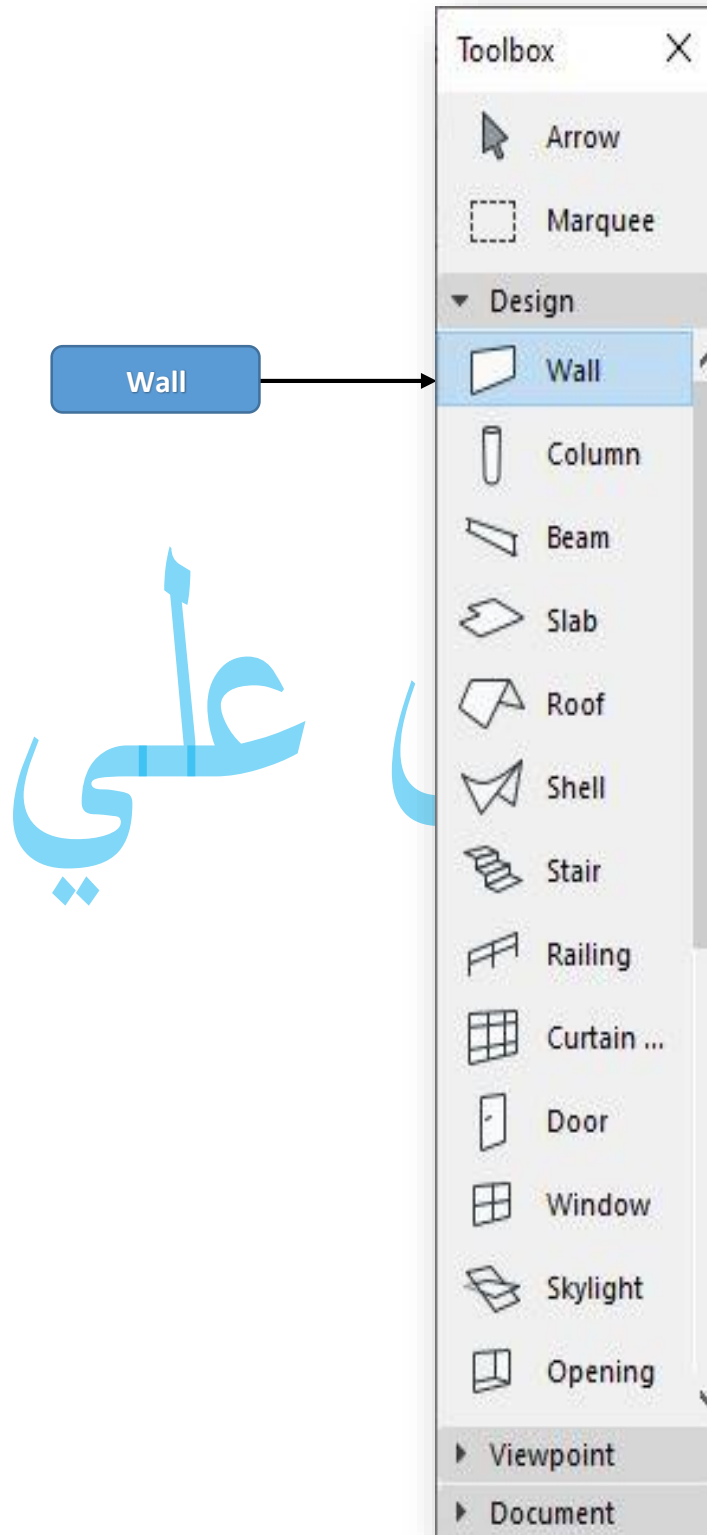 Toolbox
Arrow
Marquee
Design
Wall
Wall
Column
Beam
Slab
علي
Roof
Shell
Stair
Railing
Curtain ...
Door
Window
Skylight
Opening
Viewpoint
Document